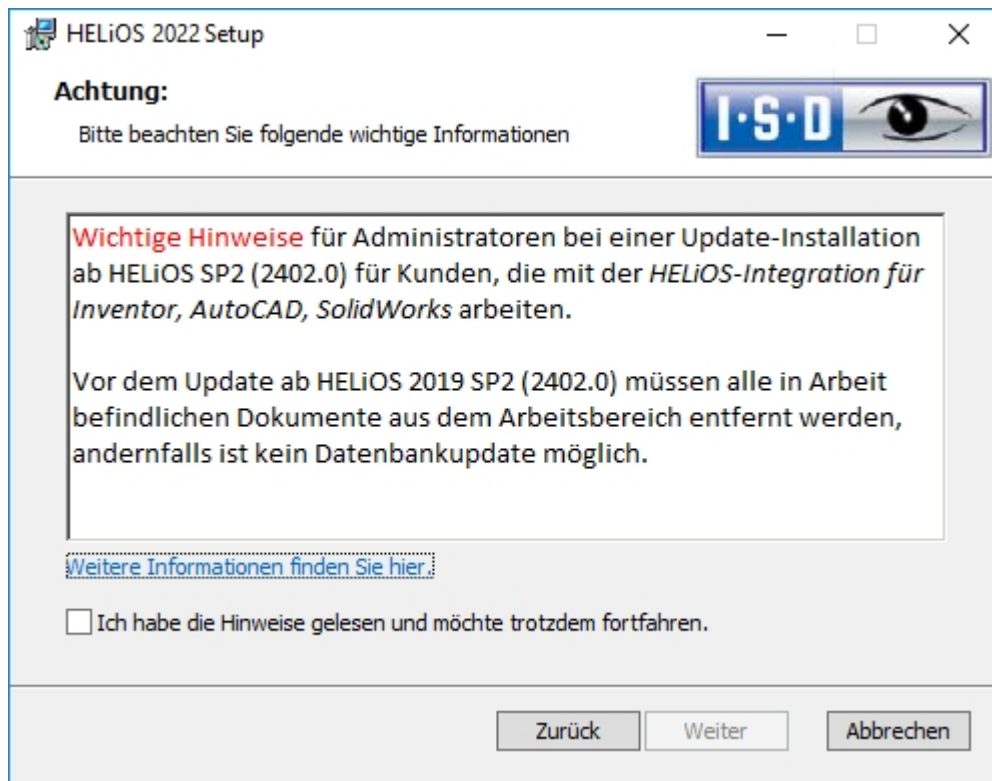 HELiOS 2022 Setup
Achtung:
Bitte beachten Sie folgende wichtige Informationen
I·S·D
Wichtige Hinweise für Administratoren bei einer Update-Installation
ab HELiOS SP2 (2402.0) für Kunden, die mit der HELiOS-Integration für
Inventor, AutoCAD, SolidWorks arbeiten.
Vor dem Update ab HELiOS 2019 SP2 (2402.0) müssen alle in Arbeit
befindlichen Dokumente aus dem Arbeitsbereich entfernt werden,
andernfalls ist kein Datenbankupdate möglich.
Weitere Informationen finden Sie hier.
Ich habe die Hinweise gelesen und möchte trotzdem fortfahren.
Zurück Weiter Abbrechen